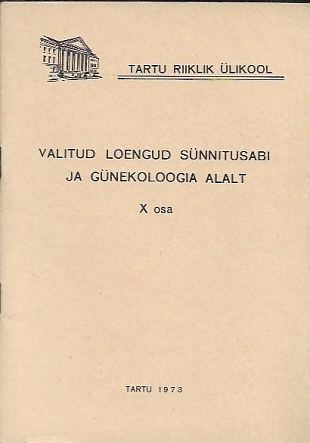 TARTU RIIKLIK ÜLIKOOL
VALITUD LOENGUD SÜNNITUSABI
JA GÜNEKOLOOGIA ALALT
X osa
TARTU 1973